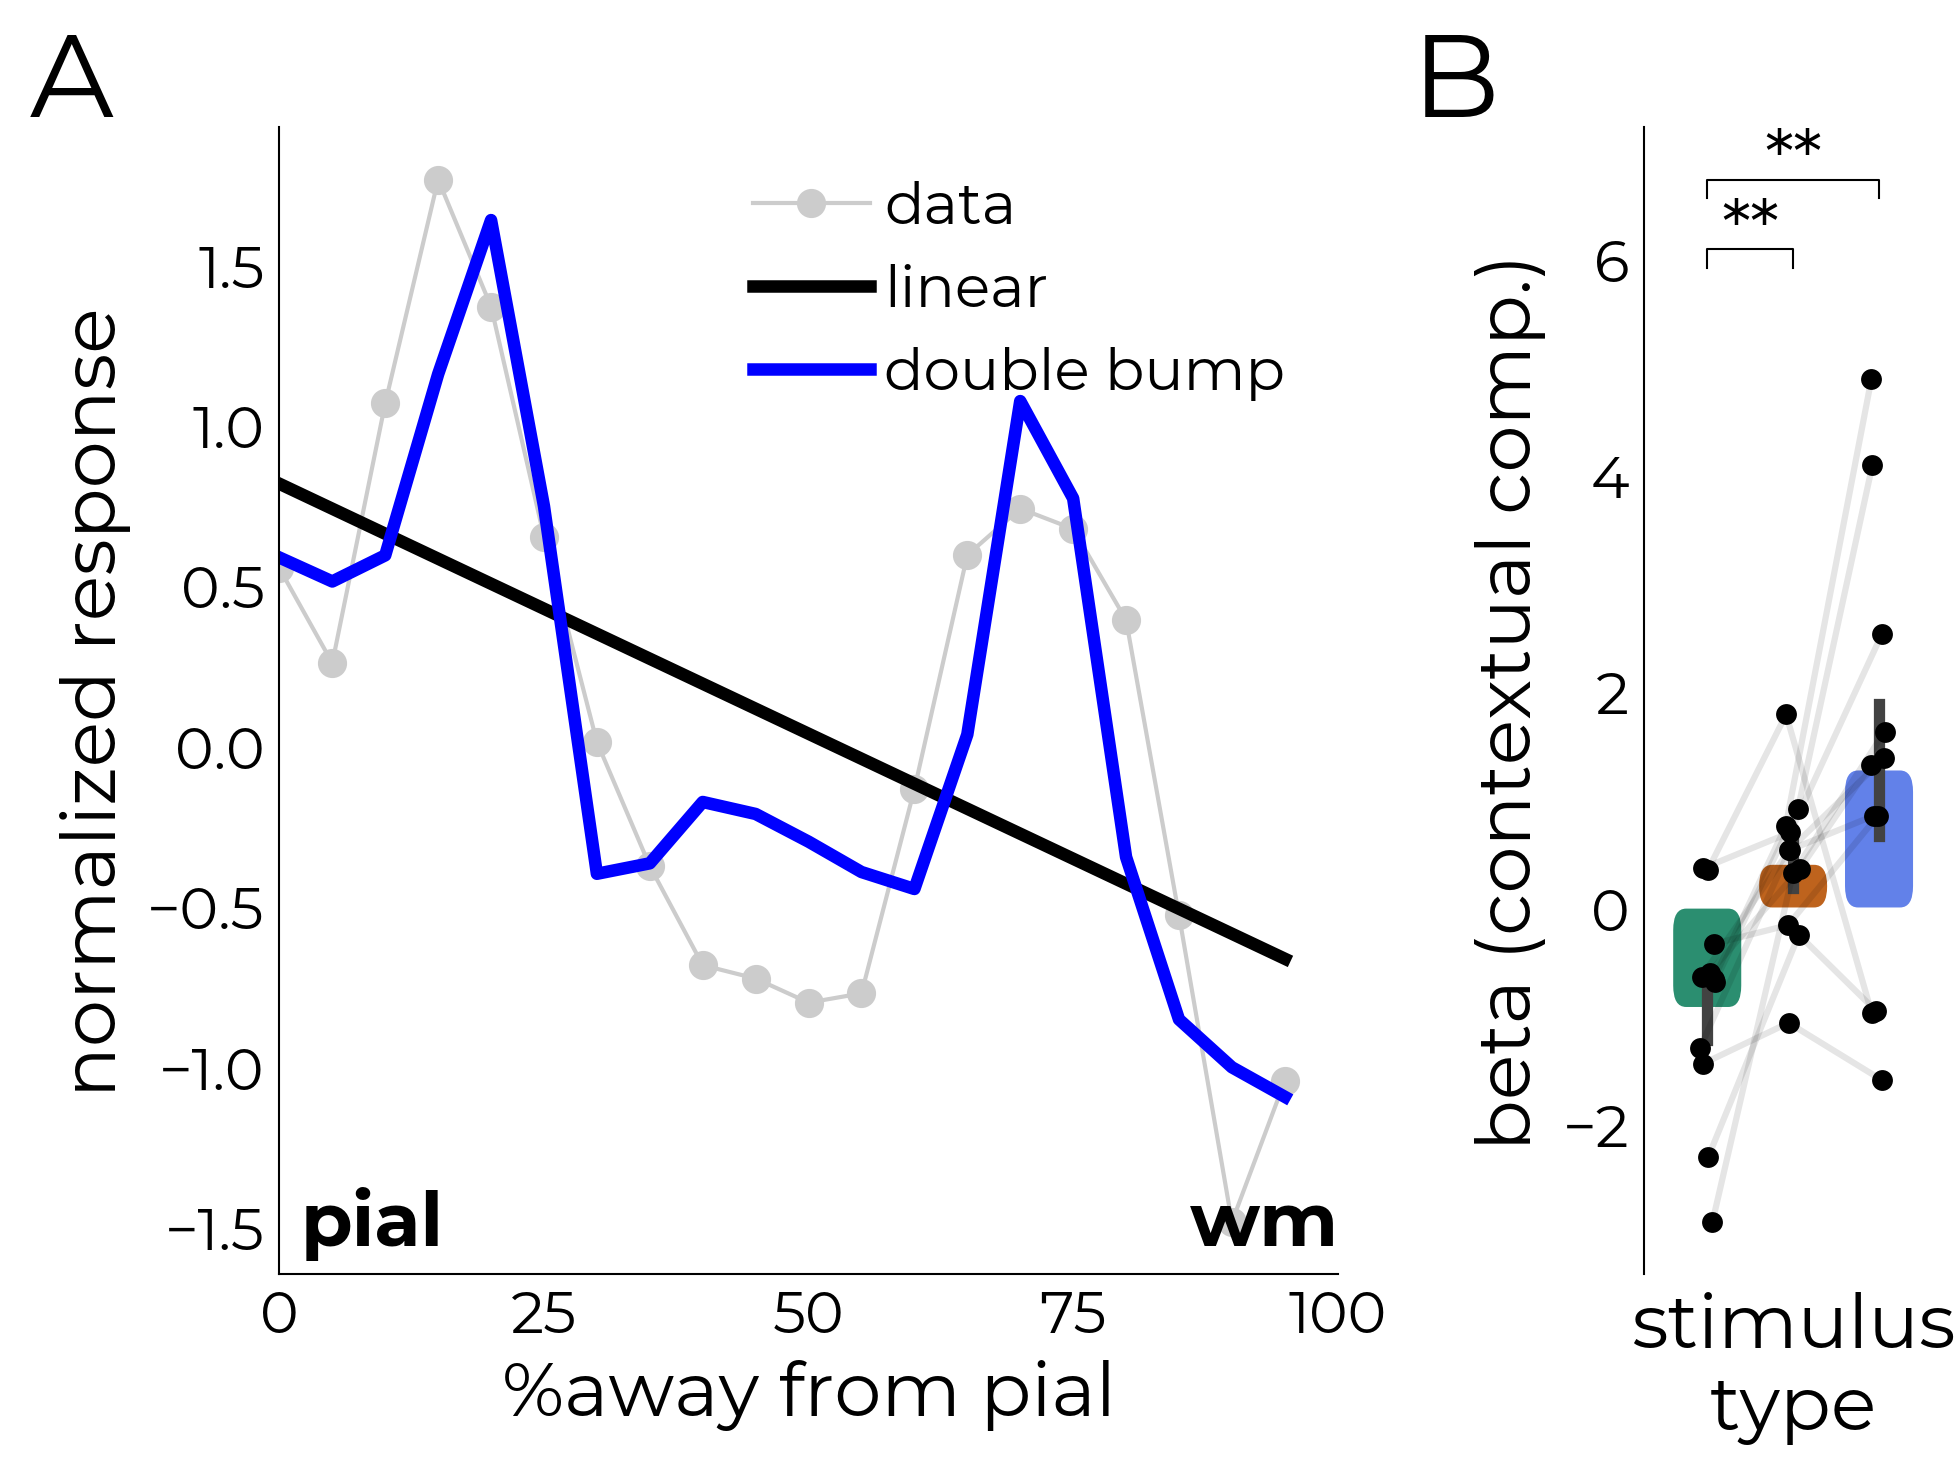 A
normalized response
1.5
1.0
0.5
0.0
−0.5
−1.0
−1.5
data
linear
double bump
pial
wm
0
25
50
75
100
%away from pial
B
beta (contextual comp.)
**
**
6
4
2
0
−2
stimulus
type